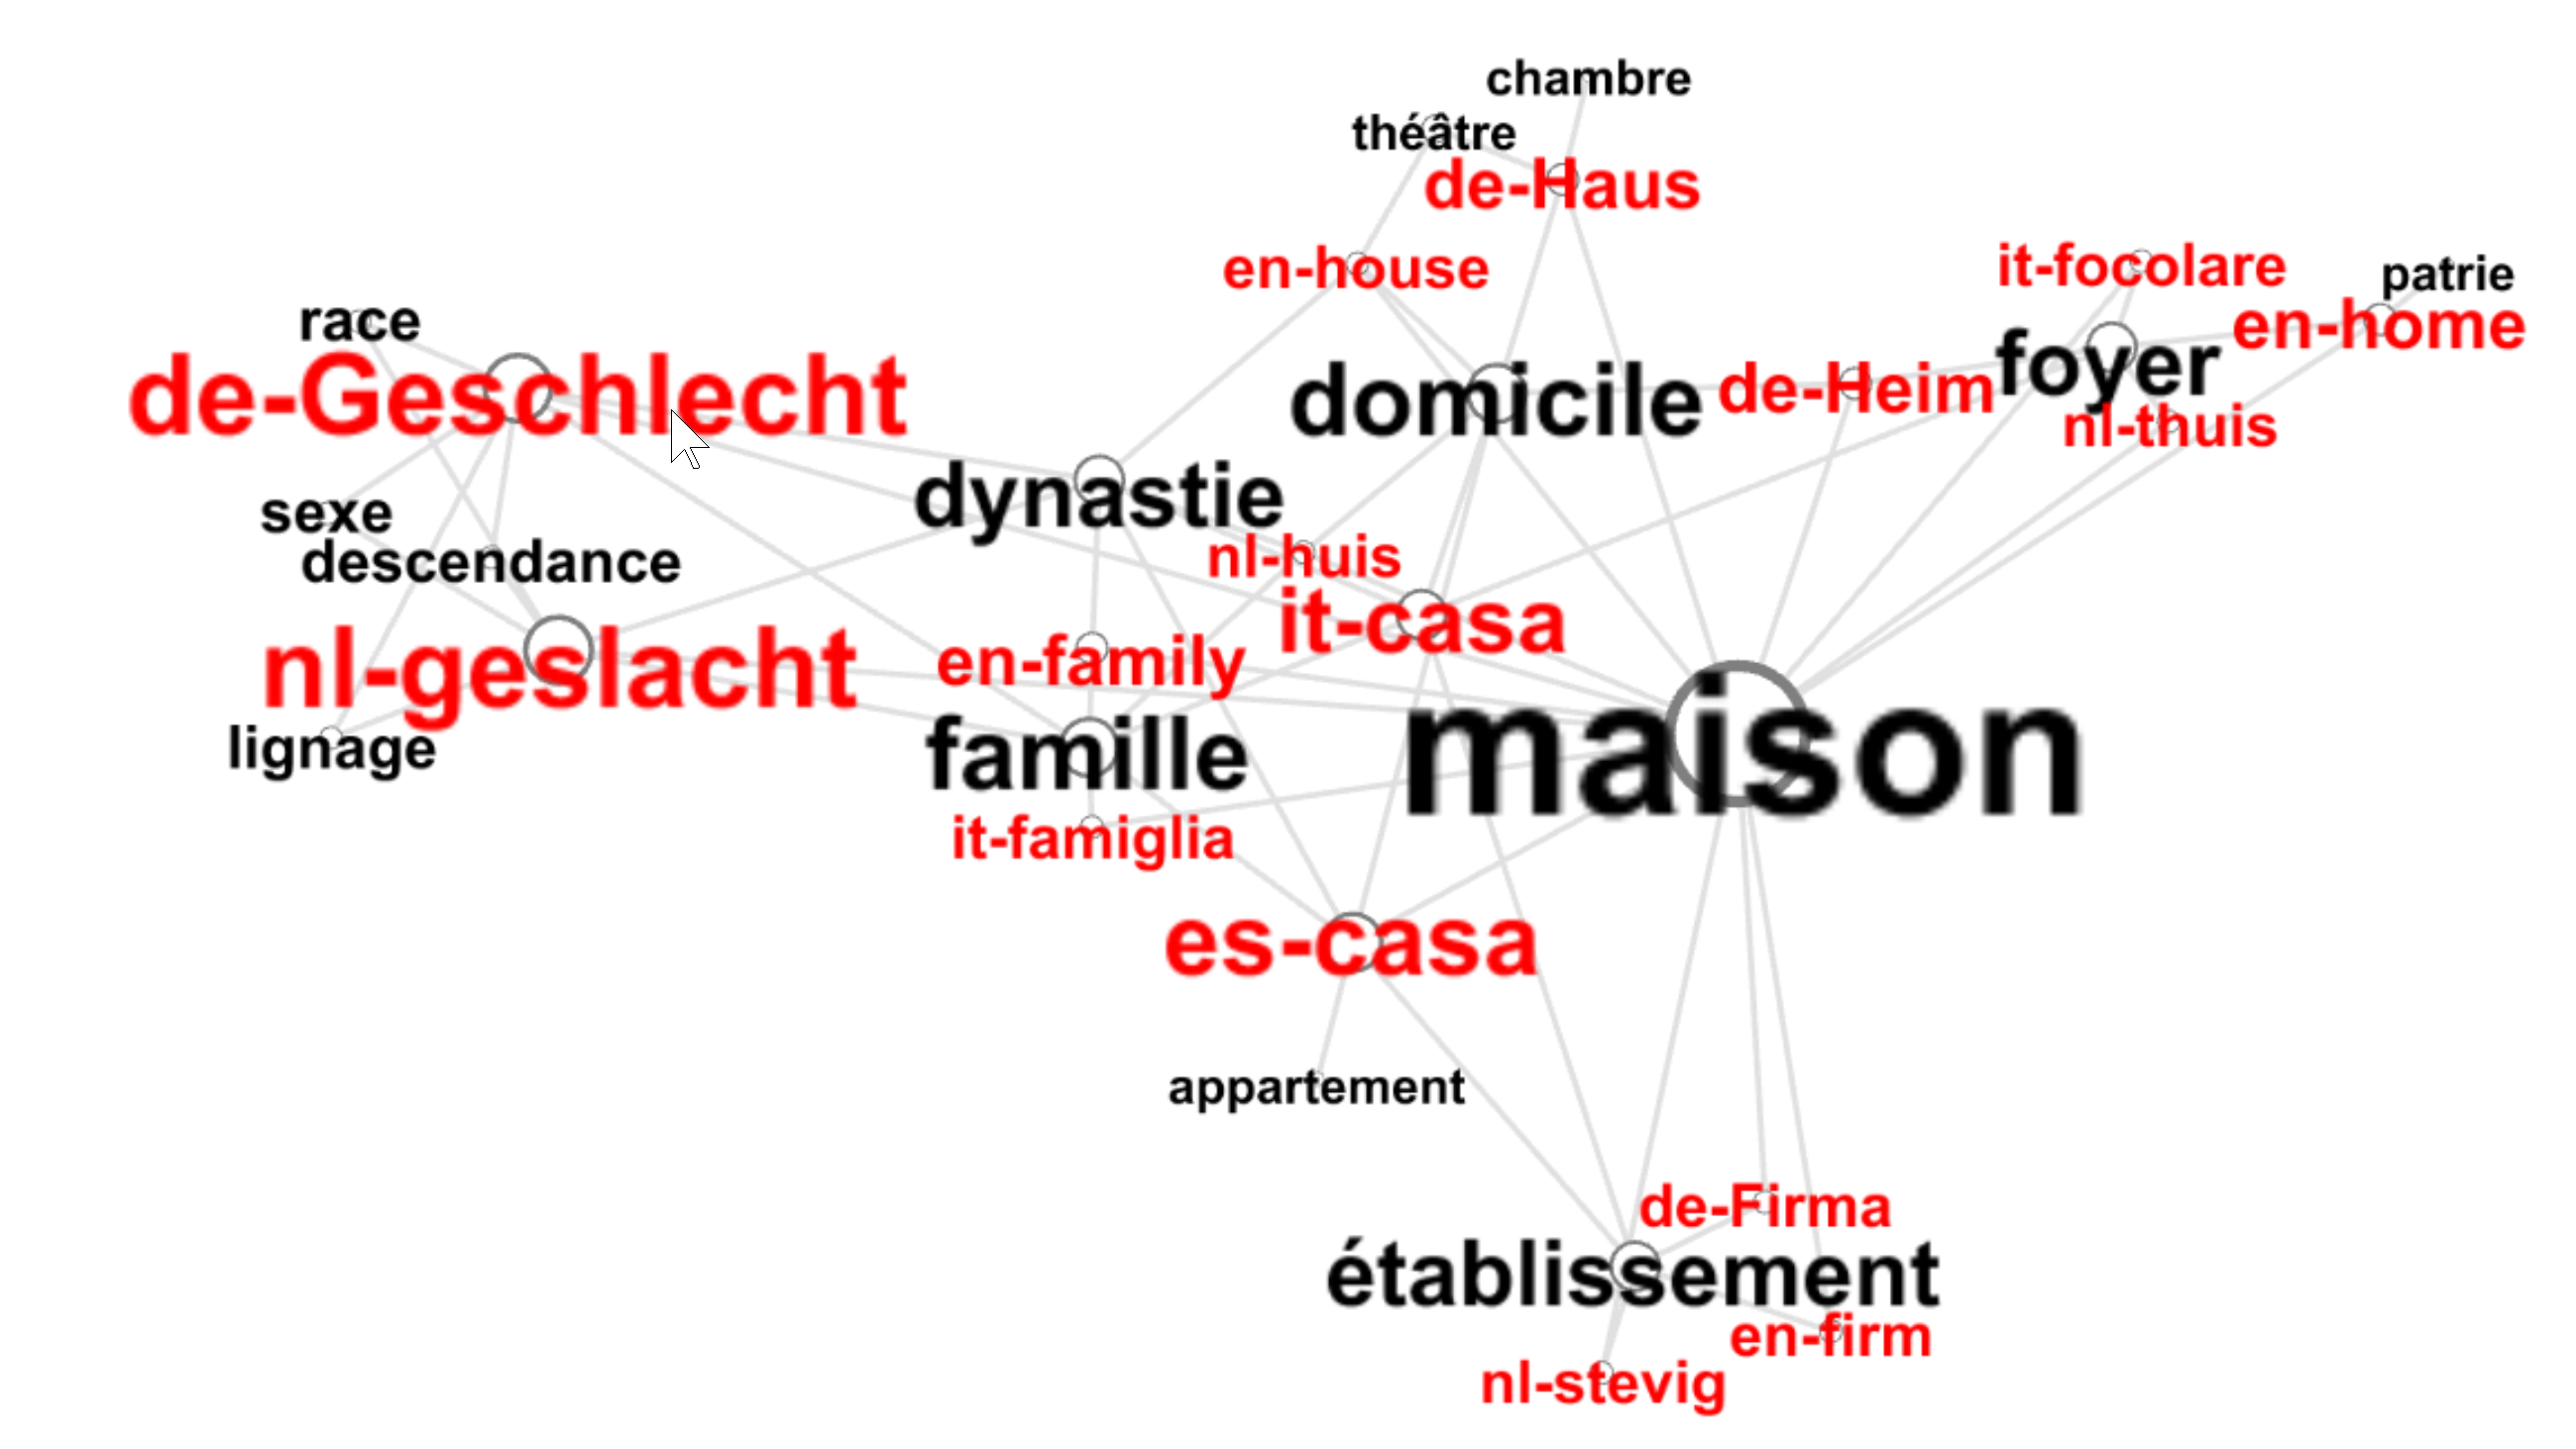 chambre
théâtre
de-Haus
en-house
it-focolare
patrie
race
en-home
foyer
de-Geschlecht
domicile
de-Heim
nl-thuis
dynastie
sexe
nl-huis
descendance
it-casa
en-family
nl-geslacht
lignage
famille
maison
it-famiglia
es-casa
appartement
de-Firma
établissement
en-firm
nl-stevig